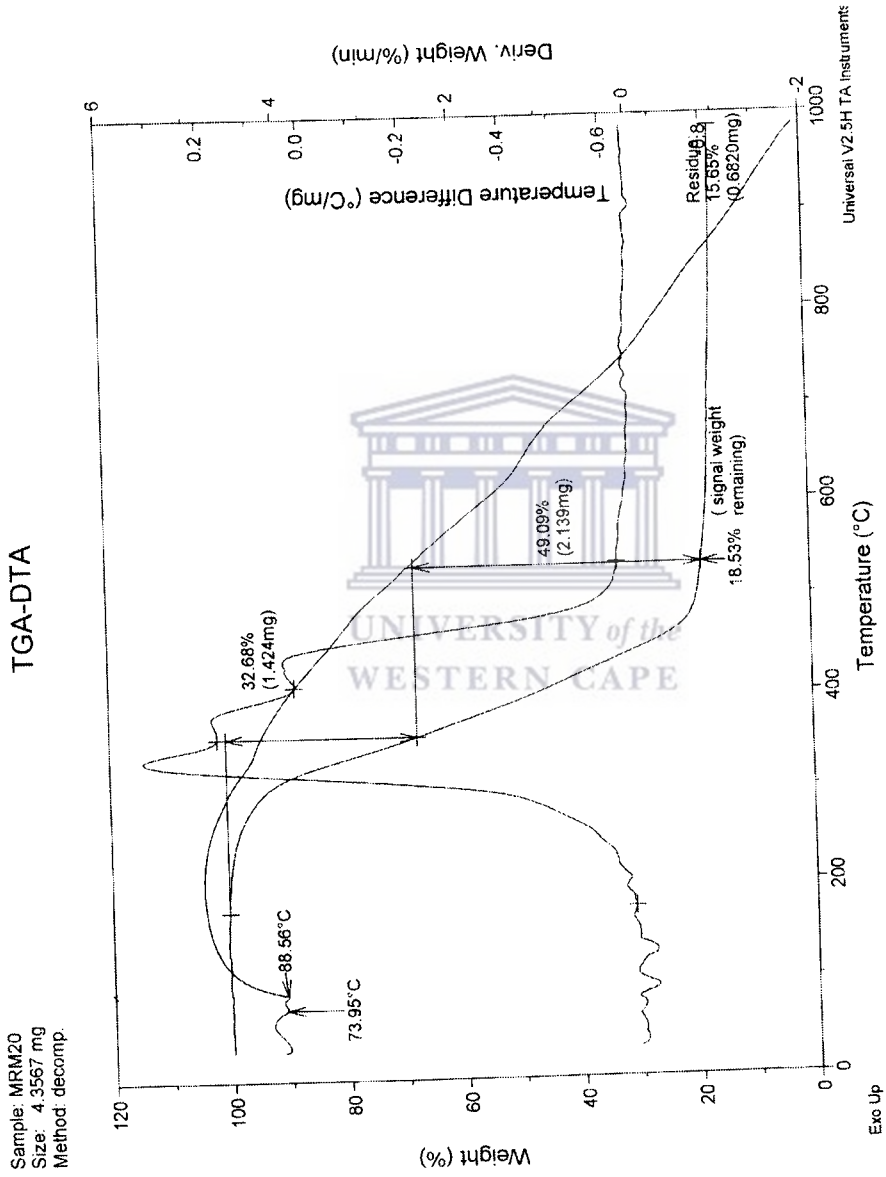 TGA-DTA
Sample: MRM20
Size: 4.3567 mg
Method: decomp.
120
100
80
60
40
20
0
Weight (%)
0
200
400
600
800
1000
Temperature (°C)
0.2
0.0
-0.2
-0.4
-0.6
-0.8
Temperature Difference (°C/mg)
6
4
2
0
-2
Deriv. Weight (%/min)
73.95°C
88.56°C
32.68%
(1.424mg)
49.09%
(2.139mg)
18.53%
( signal weight
remaining)
Residue:
15.65%
(0.6820mg)
UNIVERSITY of the
WESTERN CAPE
Exo Up
Universal V2.5H TA Instruments